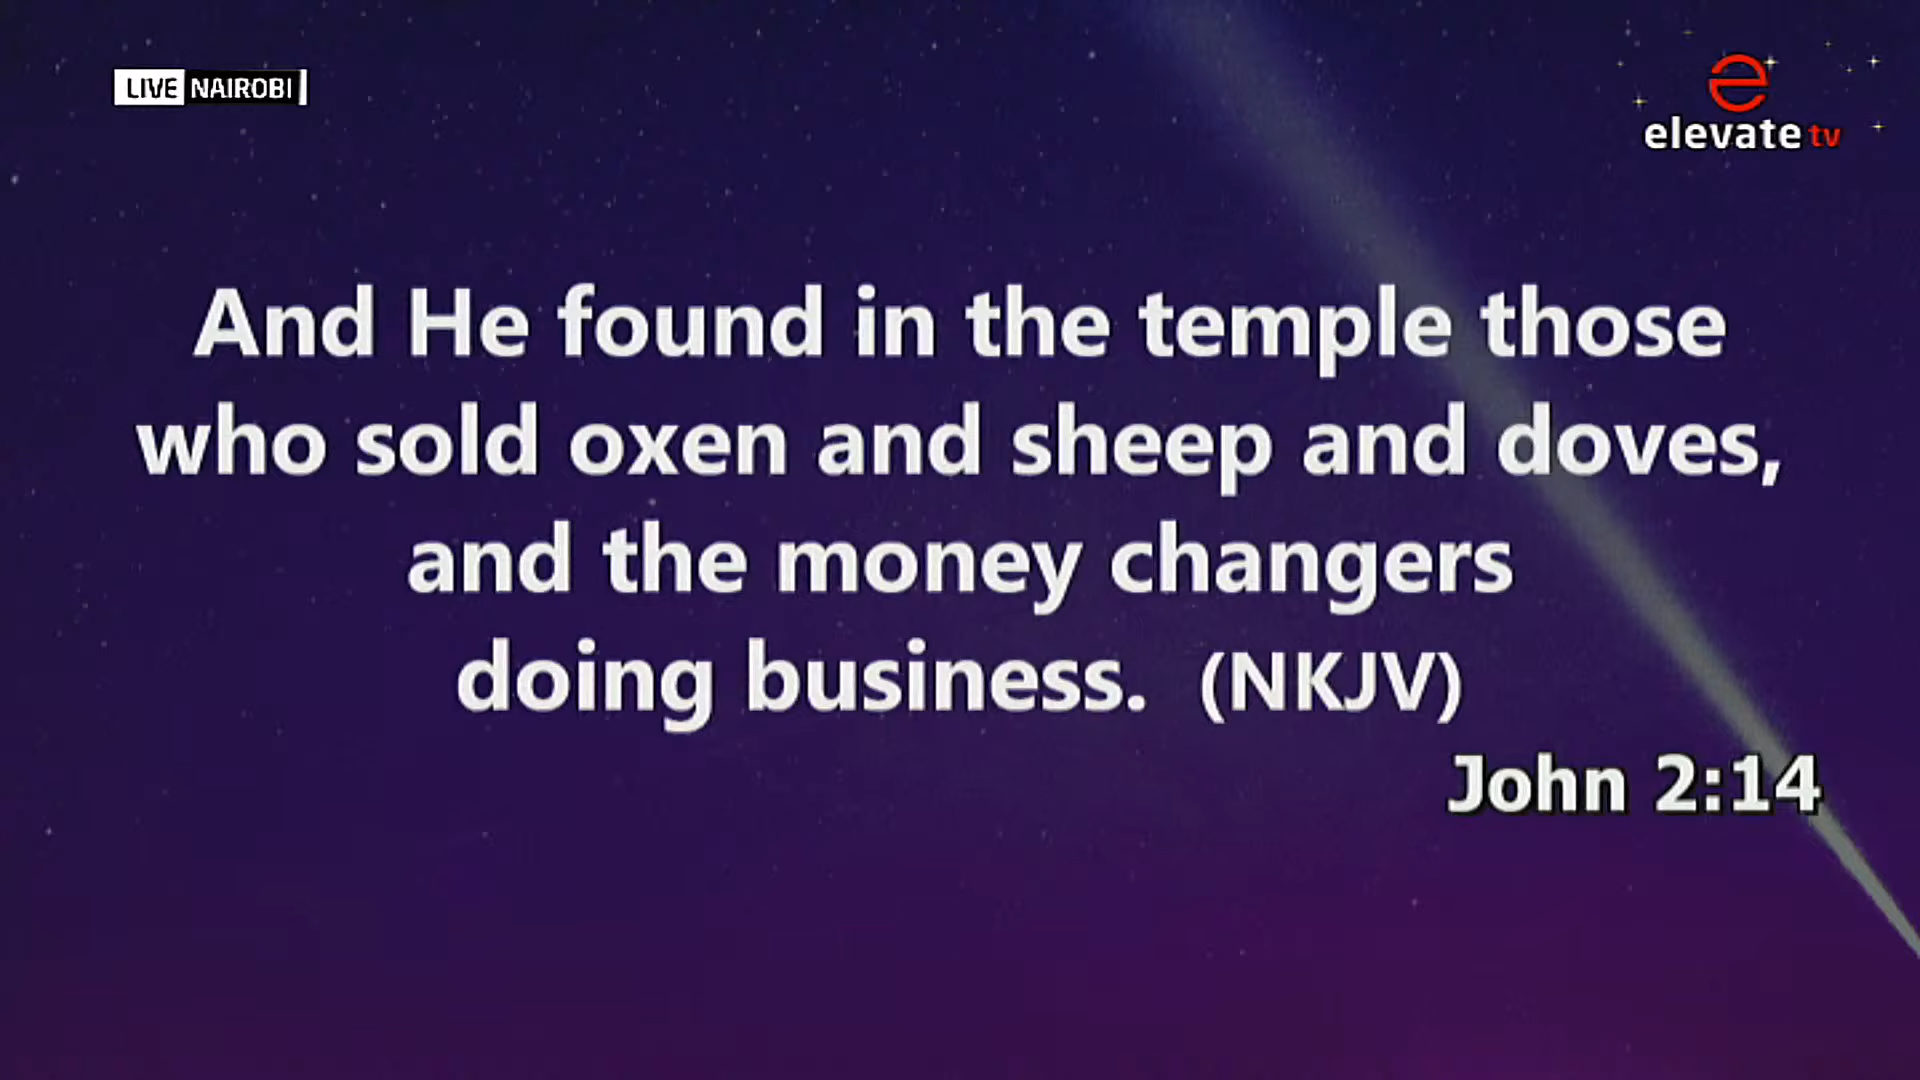 LIVE NAIROBI
e
elevate tv
And He found in the temple those
who sold oxen and sheep and doves,
and the money changers
doing business. (NKJV)
John 2:14